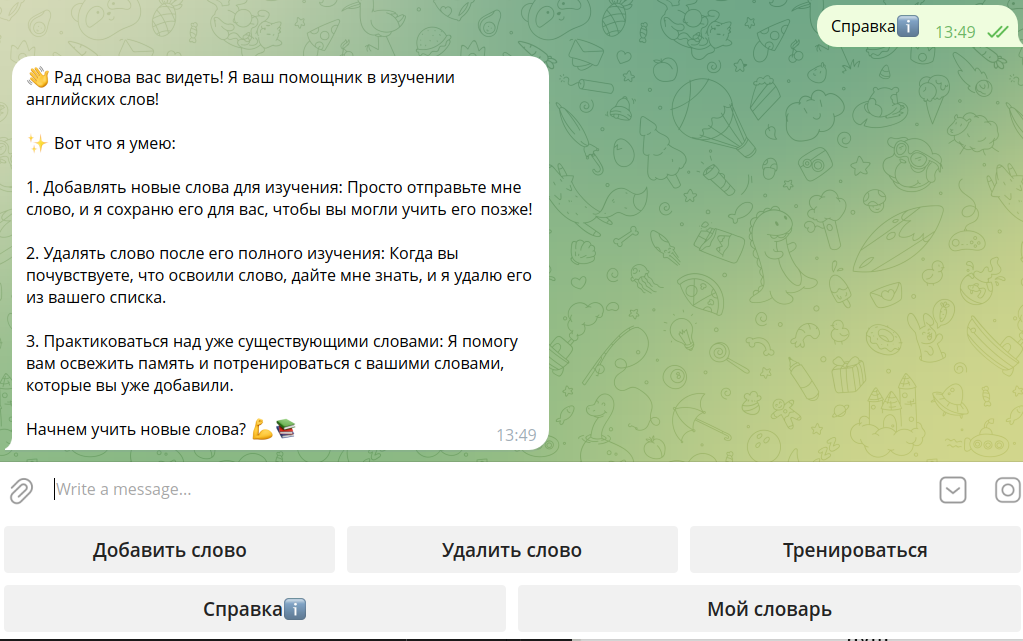 Справкаℹ️ 13:49
👋 Рад снова вас видеть! Я ваш помощник в изучении
английских слов!
✨ Вот что я умею:
1. Добавлять новые слова для изучения: Просто отправьте мне
слово, и я сохраню его для вас, чтобы вы могли учить его позже!
2. Удалять слово после его полного изучения: Когда вы
почувствуете, что освоили слово, дайте мне знать, и я удалю его
из вашего списка.
3. Практиковаться над уже существующими словами: Я помогу
вам освежить память и потренироваться с вашими словами,
которые вы уже добавили.
Начнем учить новые слова? 💪📚
13:49
Write a message...
Добавить слово
Удалить слово
Тренироваться
Справкаℹ️
Мой словарь